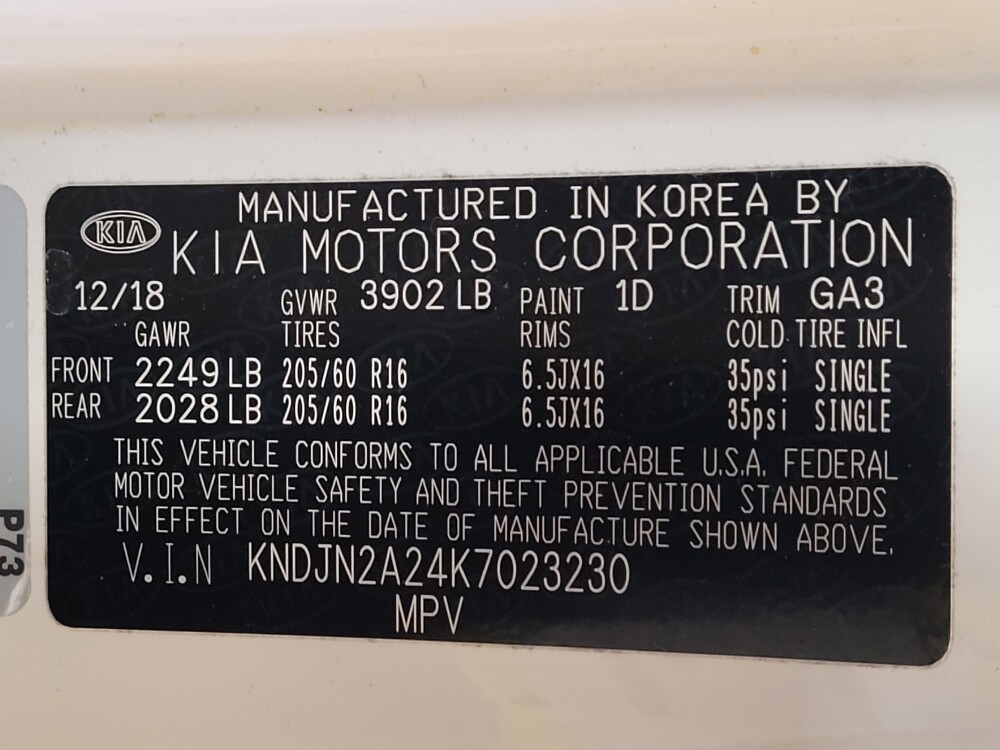 MANUFACTURED IN KOREA BY
KIA KIA MOTORS CORPORATION
12/18 GVWR 3902 LB PAINT 1D TRIM GA3
GAWR TIRES RIMS COLD TIRE INFL
FRONT 2249 LB 205/60 R16 6.5JX16 35psi SINGLE
REAR 2028 LB 205/60 R16 6.5JX16 35psi SINGLE
THIS VEHICLE CONFORMS TO ALL APPLICABLE U.S.A. FEDERAL
MOTOR VEHICLE SAFETY AND THEFT PREVENTION STANDARDS
IN EFFECT ON THE DATE OF MANUFACTURE SHOWN ABOVE.
V.I.N KNDJN2A24K7023230
MPV
P73